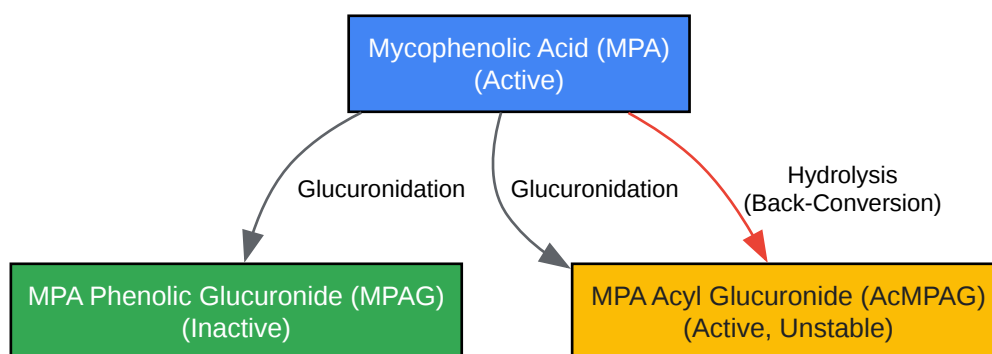 Mycophenolic Acid (MPA)
(Active)
Glucuronidation
Glucuronidation
Hydrolysis
(Back-Conversion)
MPA Phenolic Glucuronide (MPAG)
(Inactive)
MPA Acyl Glucuronide (AcMPAG)
(Active, Unstable)